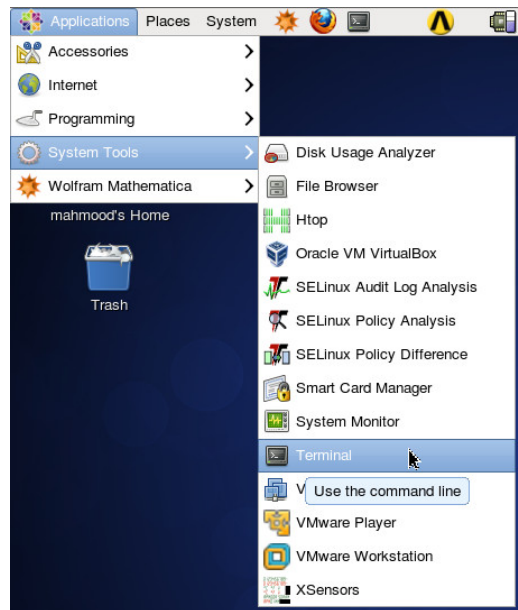 Applications Places System
Accessories
Internet
Programming
System Tools
Wolfram Mathematica
mahmood's Home
Trash
Disk Usage Analyzer
File Browser
Htop
Oracle VM VirtualBox
SELinux Audit Log Analysis
SELinux Policy Analysis
SELinux Policy Difference
Smart Card Manager
System Monitor
Terminal
Use the command line
VMware Player
VMware Workstation
XSensors